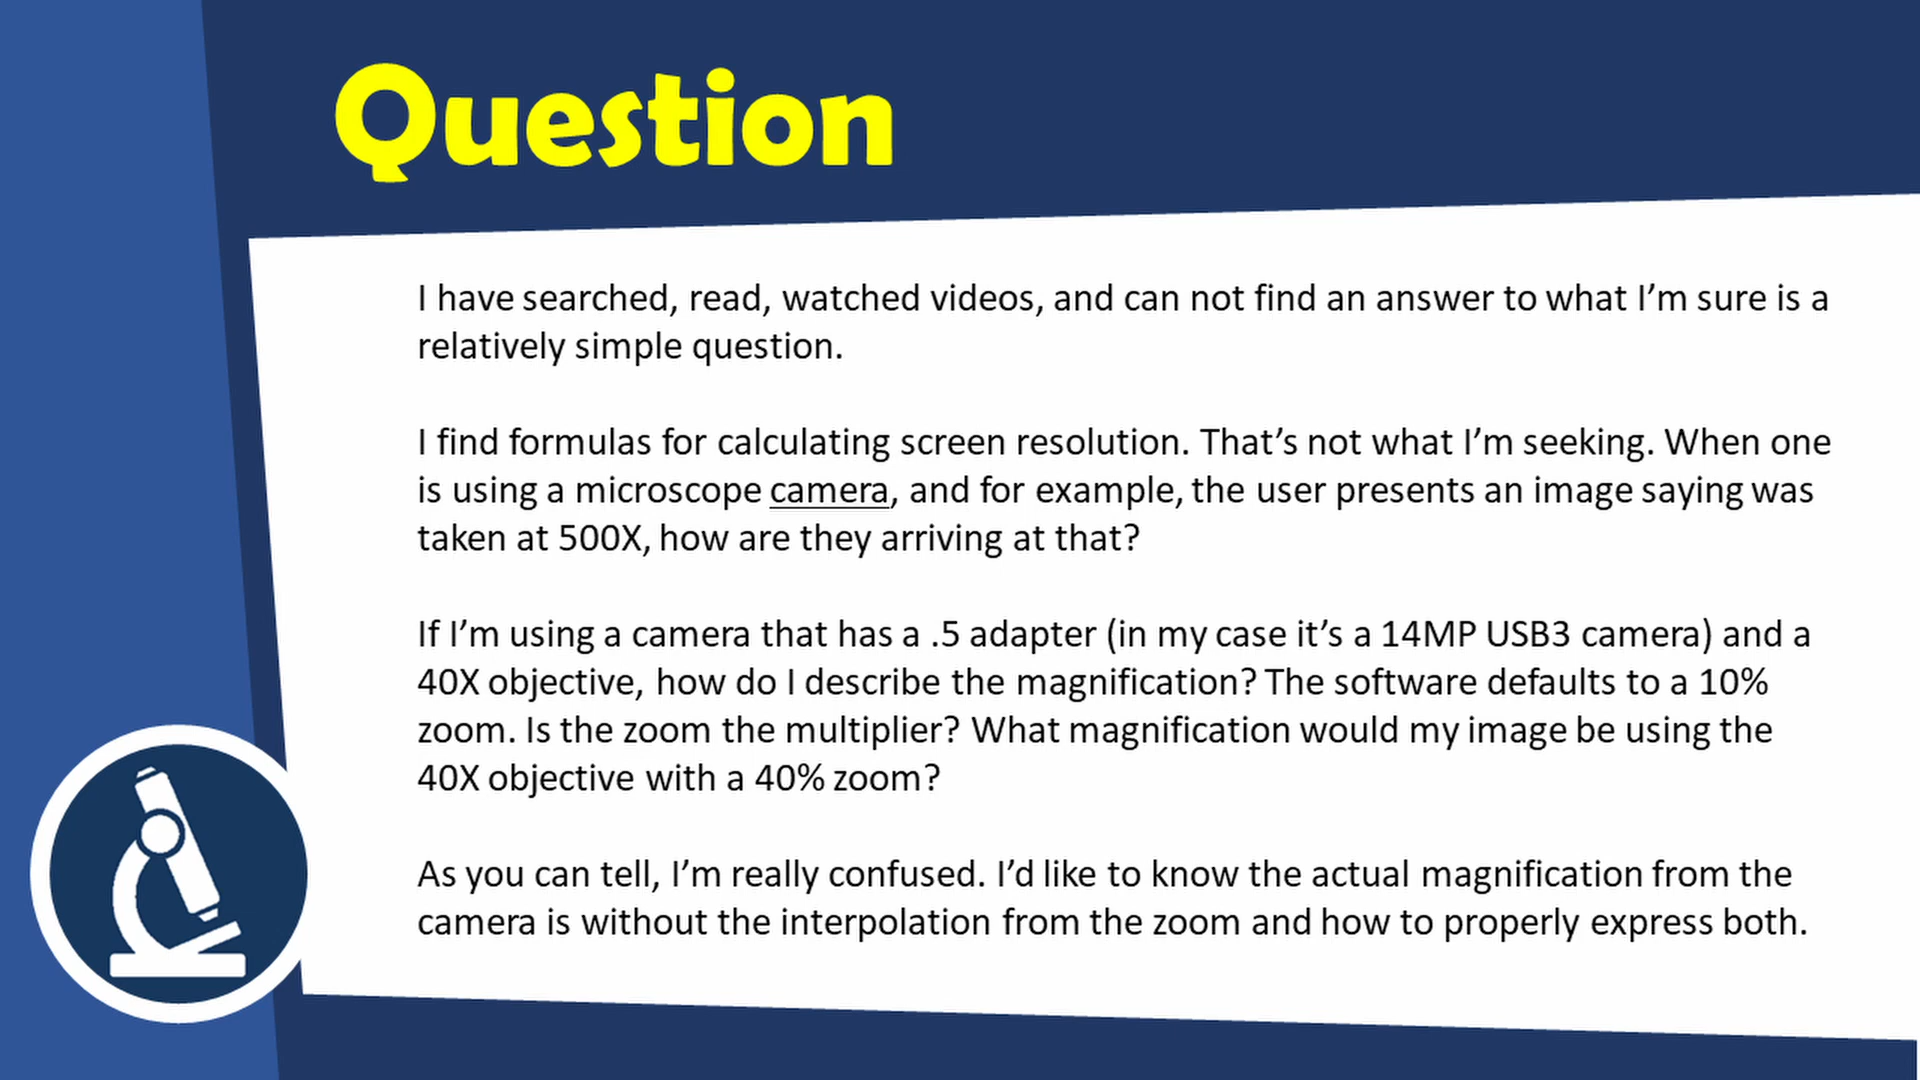 Question
I have searched, read, watched videos, and can not find an answer to what I’m sure is a
relatively simple question.
I find formulas for calculating screen resolution. That’s not what I’m seeking. When one
is using a microscope camera, and for example, the user presents an image saying was
taken at 500X, how are they arriving at that?
If I’m using a camera that has a .5 adapter (in my case it’s a 14MP USB3 camera) and a
40X objective, how do I describe the magnification? The software defaults to a 10%
zoom. Is the zoom the multiplier? What magnification would my image be using the
40X objective with a 40% zoom?
As you can tell, I’m really confused. I’d like to know the actual magnification from the
camera is without the interpolation from the zoom and how to properly express both.